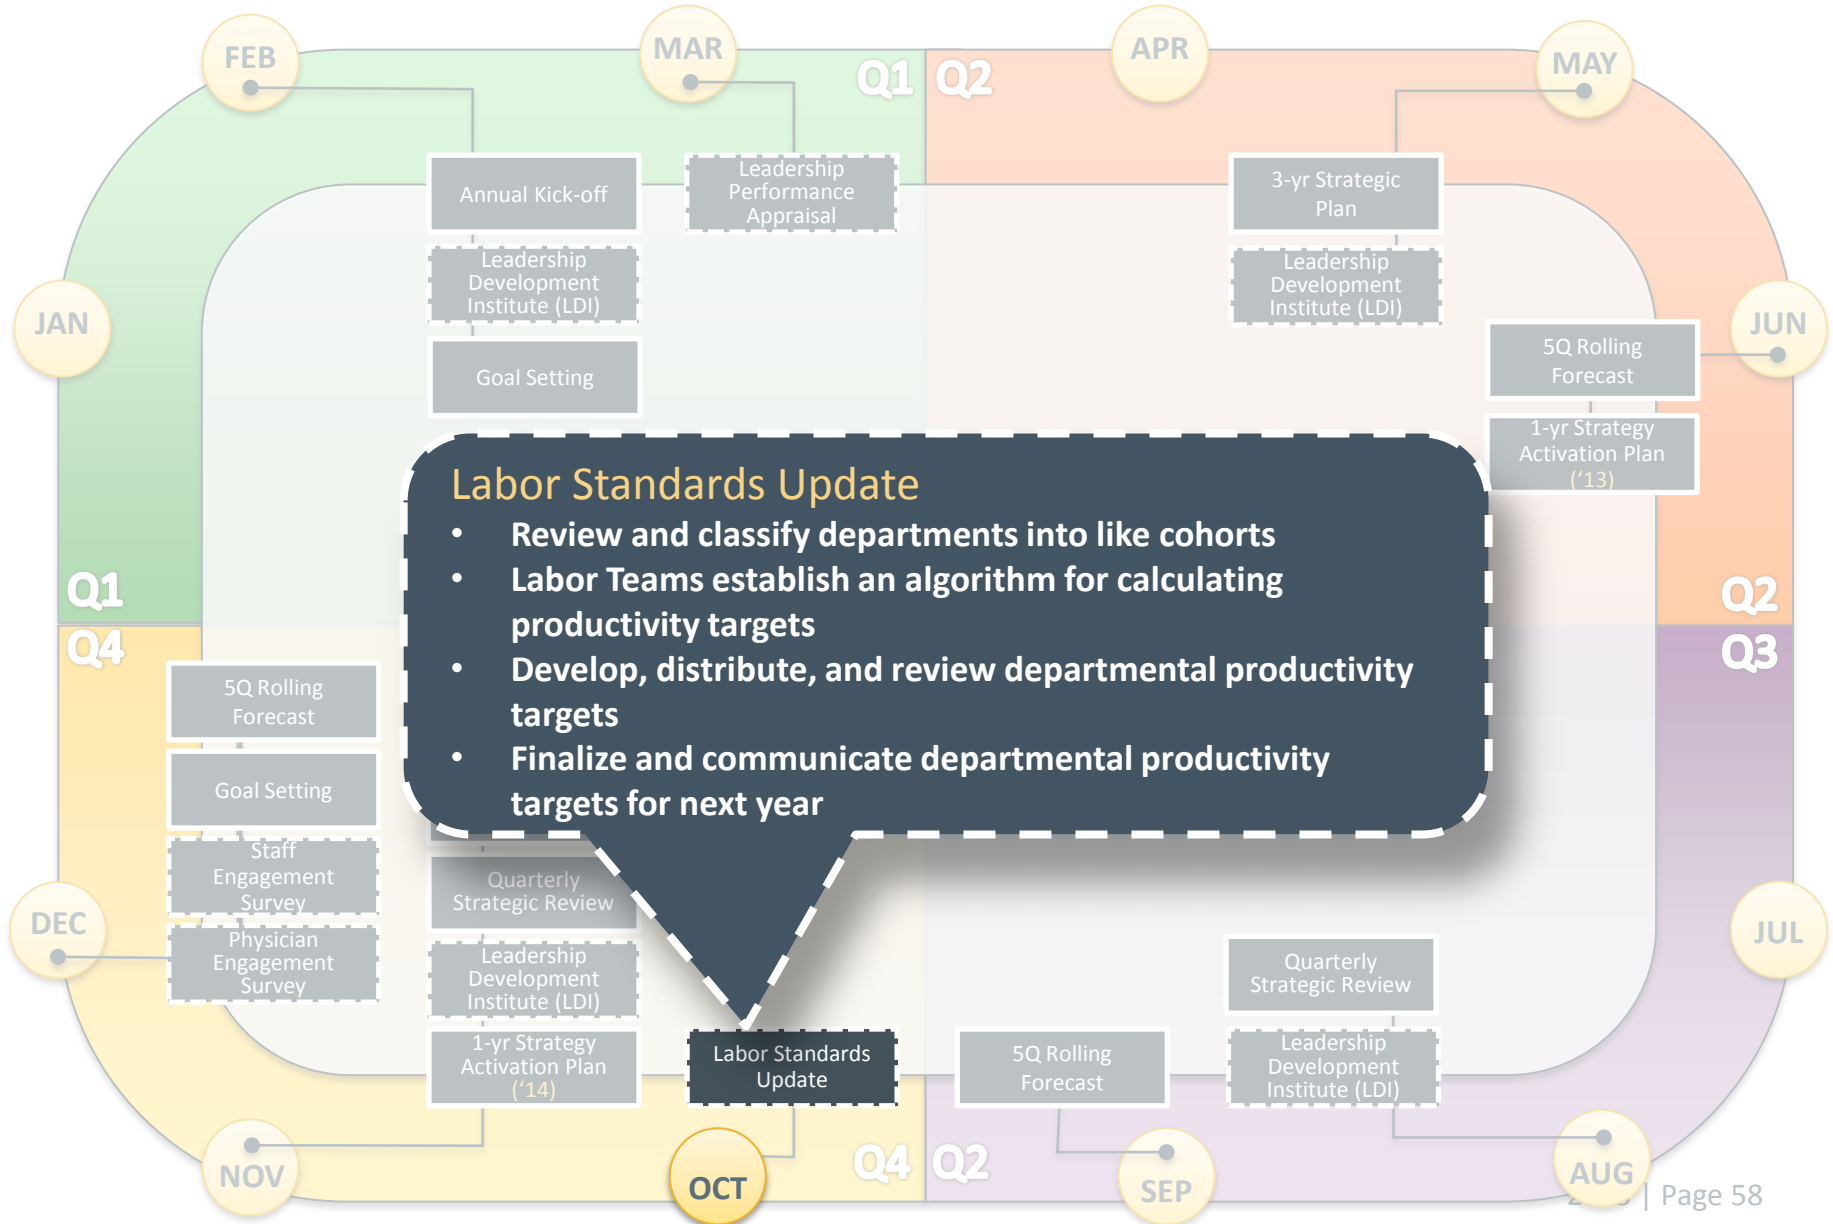 FEB
MAR
APR
MAY
Q1
Q2
Annual Kick-off
Leadership
Performance
Appraisal
3-yr Strategic
Plan
Leadership
Development
Institute (LDI)
Leadership
Development
Institute (LDI)
JAN
JUN
Goal Setting
5Q Rolling
Forecast
1-yr Strategy
Activation Plan
(‘13)
Labor Standards Update
• Review and classify departments into like cohorts
• Labor Teams establish an algorithm for calculating
productivity targets
• Develop, distribute, and review departmental productivity
targets
• Finalize and communicate departmental productivity
targets for next year
Q1
Q2
Q4
Q3
5Q Rolling
Forecast
Goal Setting
Staff
Engagement
Survey
Physician
Engagement
Survey
DEC
JUL
Quarterly
Strategic Review
Leadership
Development
Institute (LDI)
1-yr Strategy
Activation Plan
(‘14)
Labor Standards
Update
5Q Rolling
Forecast
Quarterly
Strategic Review
Leadership
Development
Institute (LDI)
NOV
OCT
Q4
Q2
SEP
AUG
| Page 58